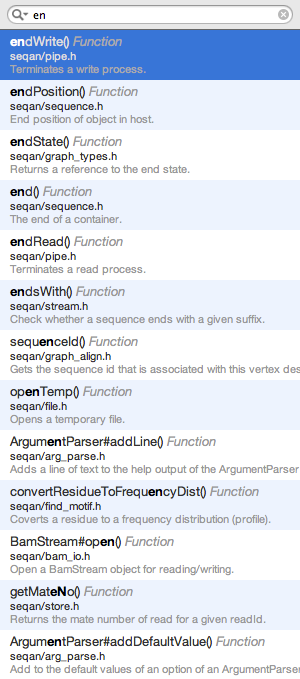 en
endWrite() Function
seqan/pipe.h
Terminates a write process.
endPosition() Function
seqan/sequence.h
End position of object in host.
endState() Function
seqan/graph_types.h
Returns a reference to the end state.
end() Function
seqan/sequence.h
The end of a container.
endRead() Function
seqan/pipe.h
Terminates a read process.
endsWith() Function
seqan/stream.h
Check whether a sequence ends with a given suffix.
sequenceId() Function
seqan/graph_align.h
Gets the sequence id that is associated with this vertex des
openTemp() Function
seqan/file.h
Opens a temporary file.
ArgumentParser#addLine() Function
seqan/arg_parse.h
Adds a line of text to the help output of the ArgumentParser
convertResidueToFrequencyDist() Function
seqan/find_motif.h
Coverts a residue to a frequency distribution (profile).
BamStream#open() Function
seqan/bam_io.h
Open a BamStream object for reading/writing.
getMateNo() Function
seqan/store.h
Returns the mate number of read for a given readId.
ArgumentParser#addDefaultValue() Function
seqan/arg_parse.h
Add to the default values of an option of an ArgumentParser